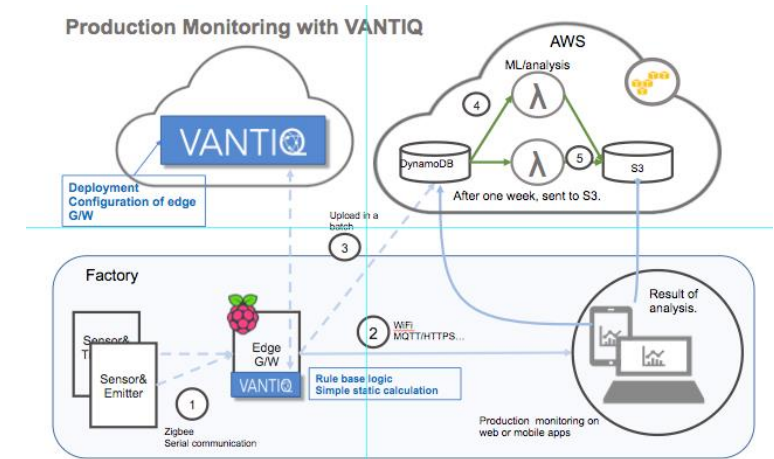 Production Monitoring with VANTIQ
AWS
ML/analysis
λ
4
VANTIQ
λ
5
DynamoDB
S3
Deployment
Configuration of edge
G/W
After one week, sent to S3.
Upload in a
batch
3
Factory
Result of
analysis.
Sensor&
T
2
WiFi
MQTT/HTTPS...
Edge
G/W
Sensor&
Emitter
VANTIQ
Rule base logic
Simple static calculation
1
Zigbee
Serial communication
Production monitoring on
web or mobile apps